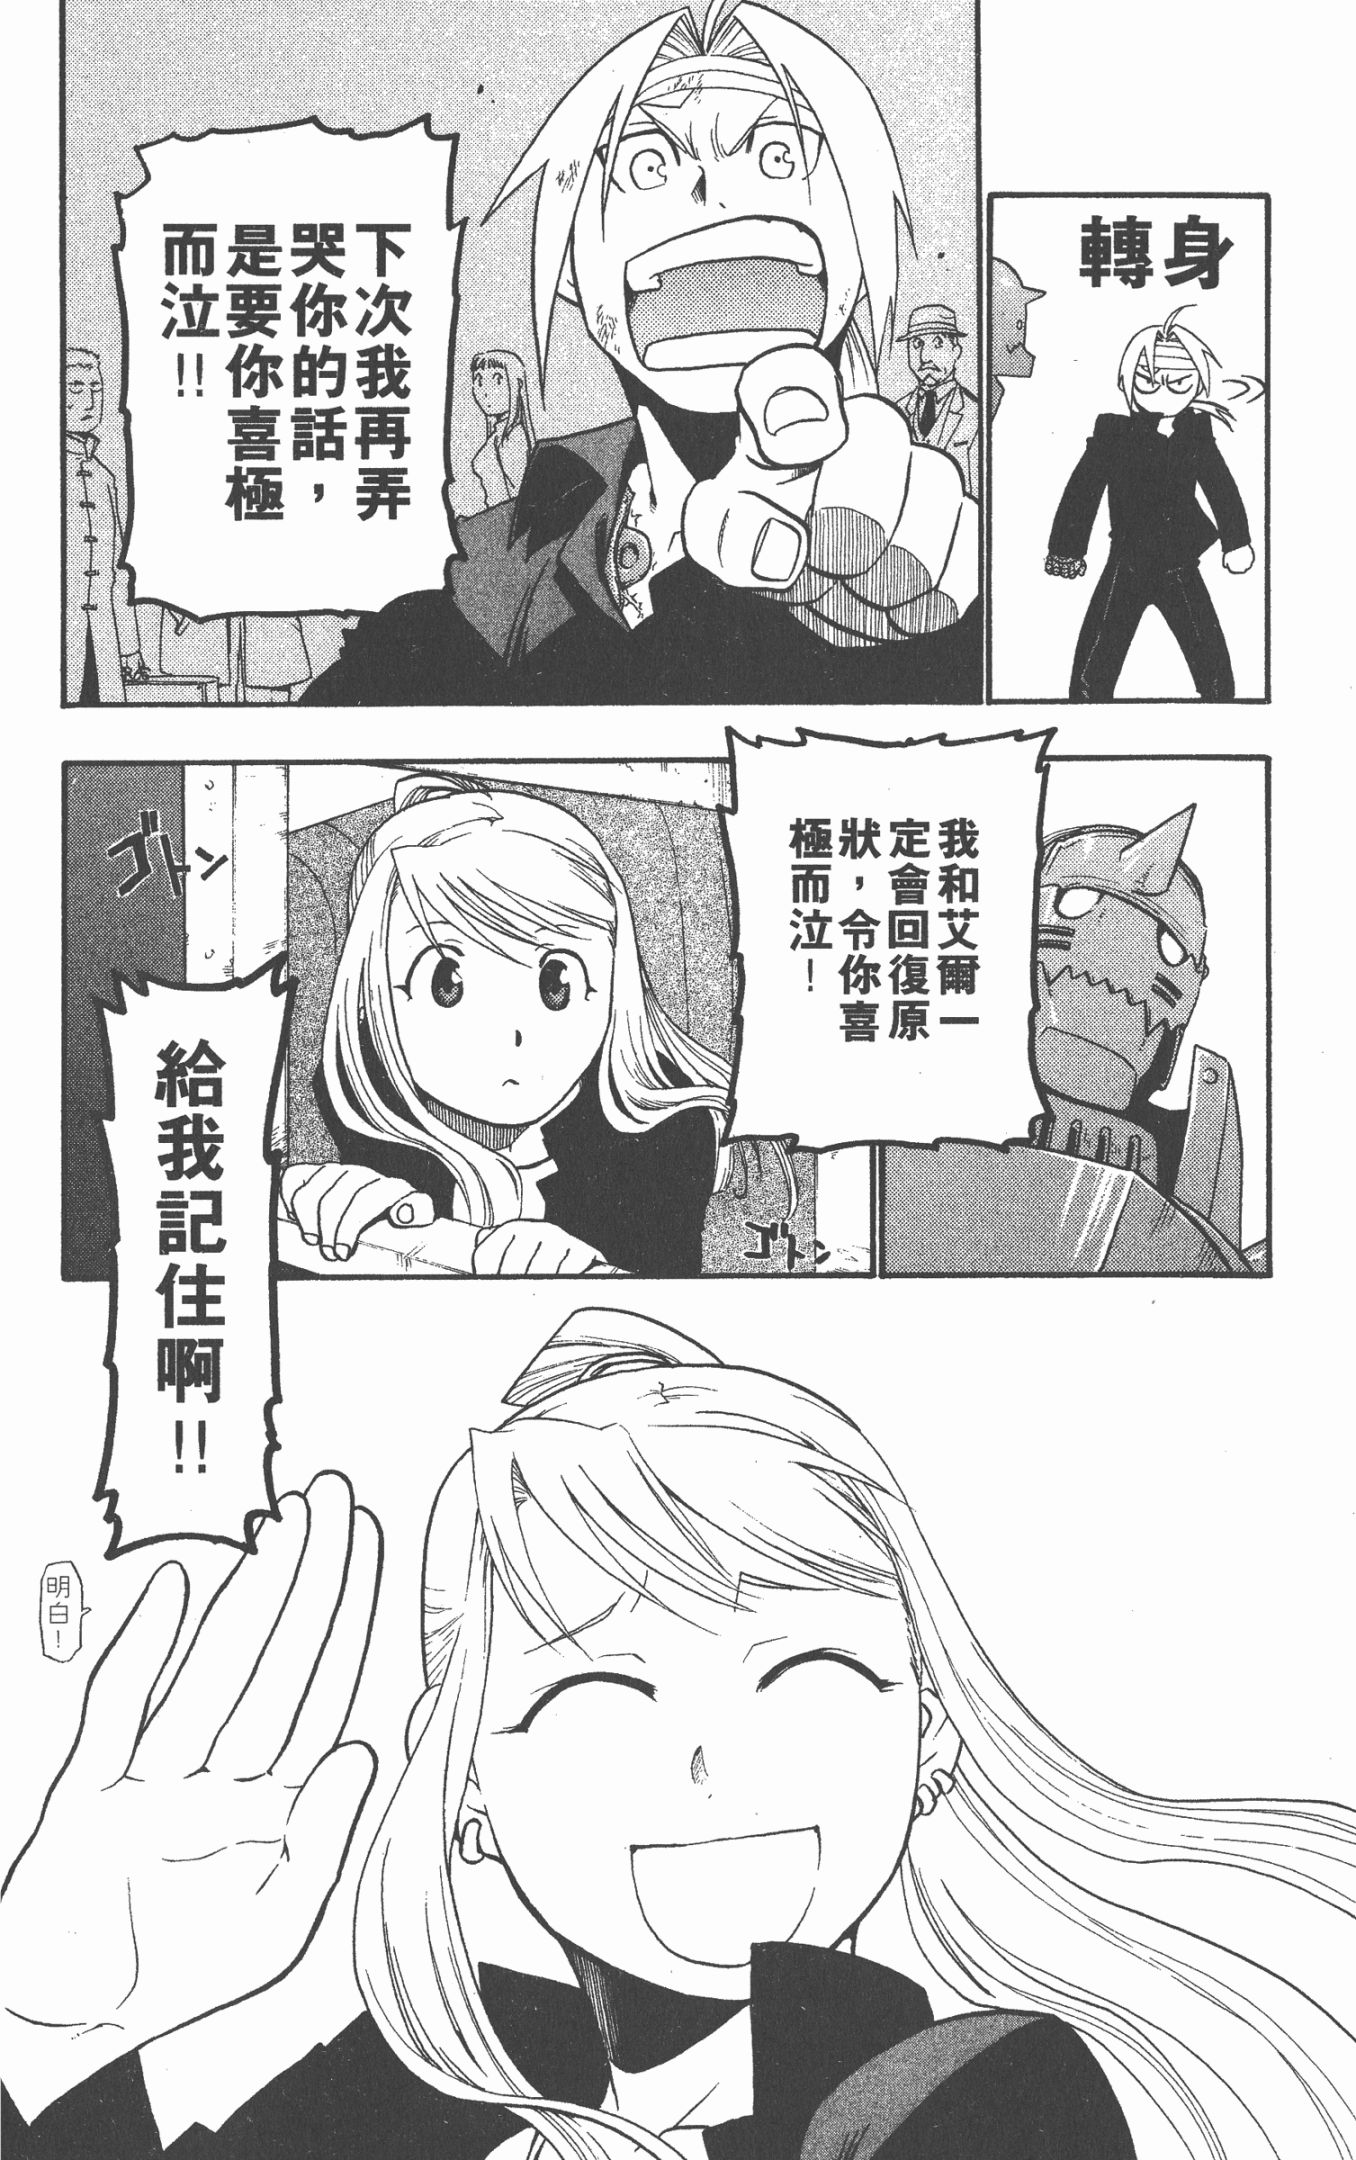 轉身
下次我再弄
哭你的話，
是要你喜極
而泣!!
我和艾爾一
定會回復原
狀，令你喜
極而泣！
ゴトン
ゴトン
給我記住啊!!
明白！